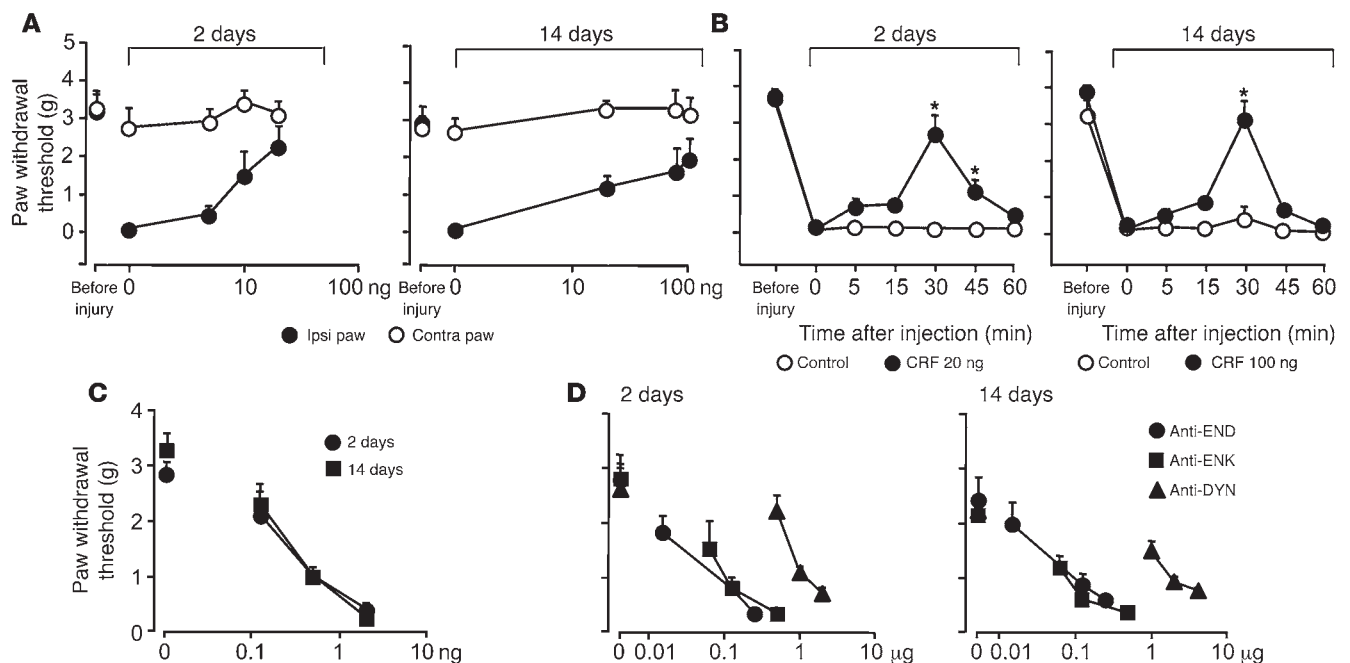 A
2 days
14 days
5
4
3
2
1
0
Paw withdrawal
threshold (g)
Before
injury
0
10
100 ng
Before
injury
0
10
100 ng
Ipsi paw
Contra paw
B
2 days
14 days
*
*
*
Before
injury
0
5
15
30
45
60
Before
injury
0
5
15
30
45
60
Time after injection (min)
Time after injection (min)
Control
CRF 20 ng
Control
CRF 100 ng
C
4
3
2
1
0
Paw withdrawal
threshold (g)
2 days
14 days
0
0.1
1
10 ng
D
2 days
14 days
Anti-END
Anti-ENK
Anti-DYN
0
0.01
0.1
1
10
μg
0
0.01
0.1
1
10
μg